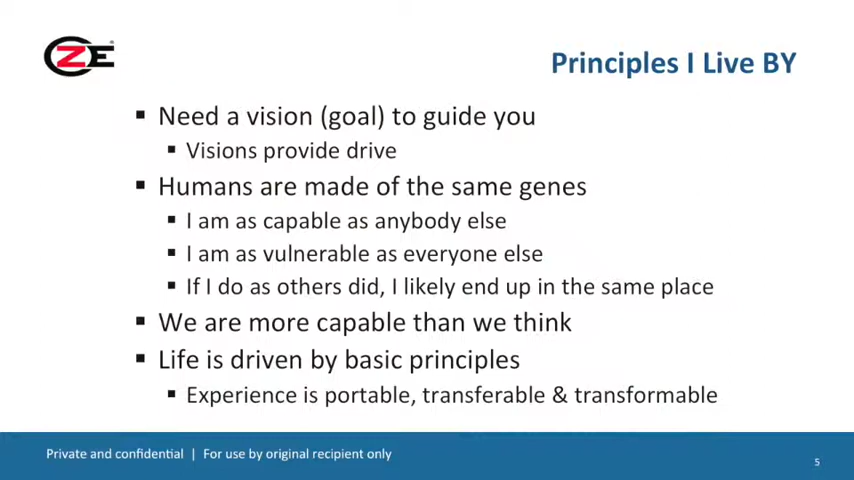 ZE
Principles I Live BY
▪ Need a vision (goal) to guide you
▪ Visions provide drive
▪ Humans are made of the same genes
▪ I am as capable as anybody else
▪ I am as vulnerable as everyone else
▪ If I do as others did, I likely end up in the same place
▪ We are more capable than we think
▪ Life is driven by basic principles
▪ Experience is portable, transferable & transformable
Private and confidential | For use by original recipient only
5